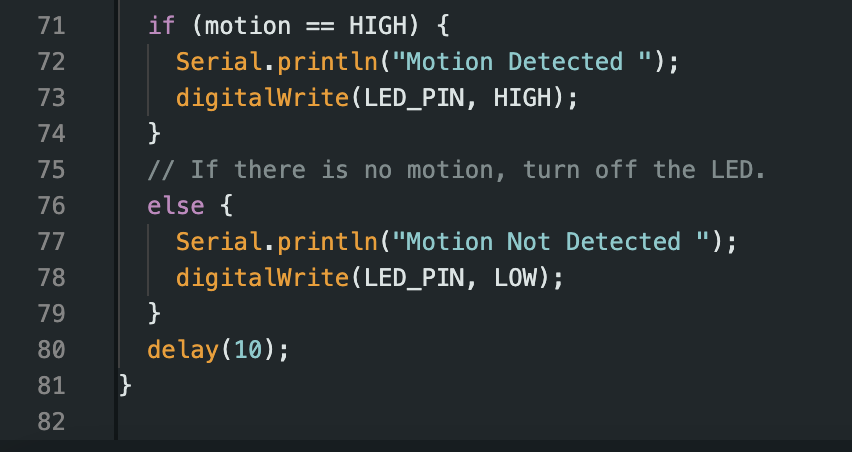 71 if (motion == HIGH) {
72 Serial.println("Motion Detected ");
73 digitalWrite(LED_PIN, HIGH);
74 }
75 // If there is no motion, turn off the LED.
76 else {
77 Serial.println("Motion Not Detected ");
78 digitalWrite(LED_PIN, LOW);
79 }
80 delay(10);
81 }
82